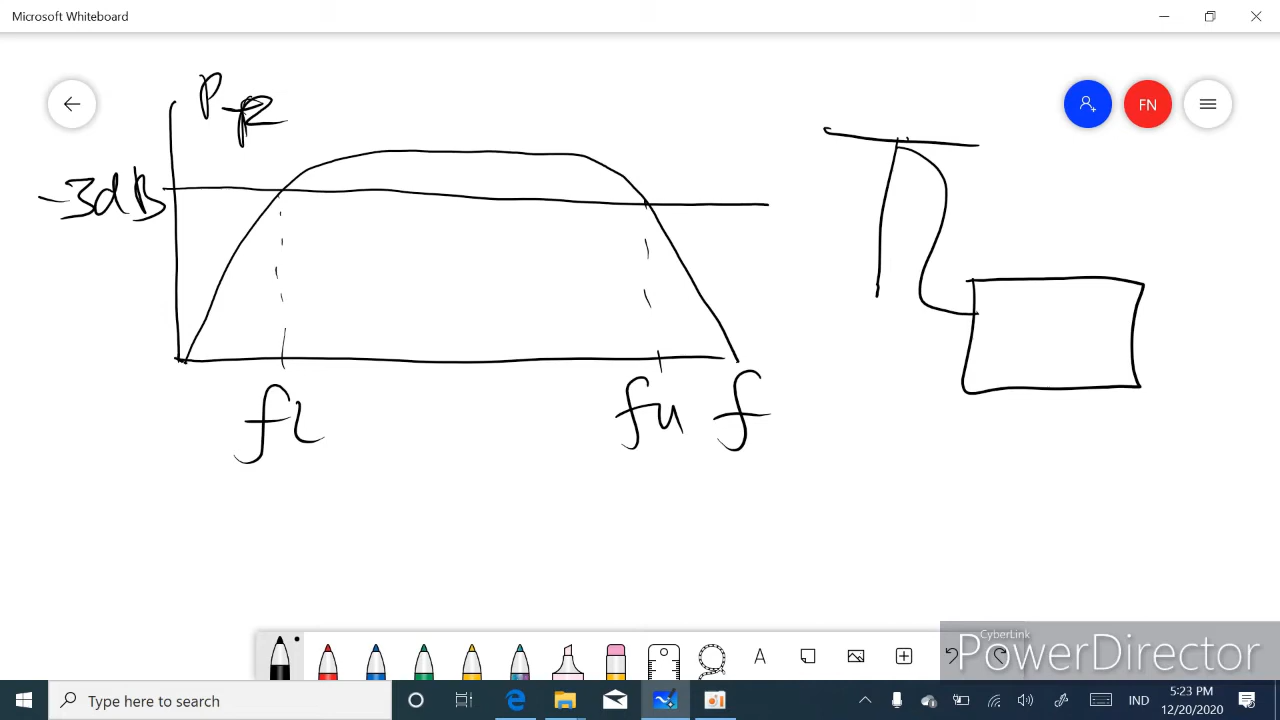 Microsoft Whiteboard
FN
P
-3dB
fl
fu f
A
CyberLink
PowerDirector
Type here to search
IND
5:23 PM
12/20/2020